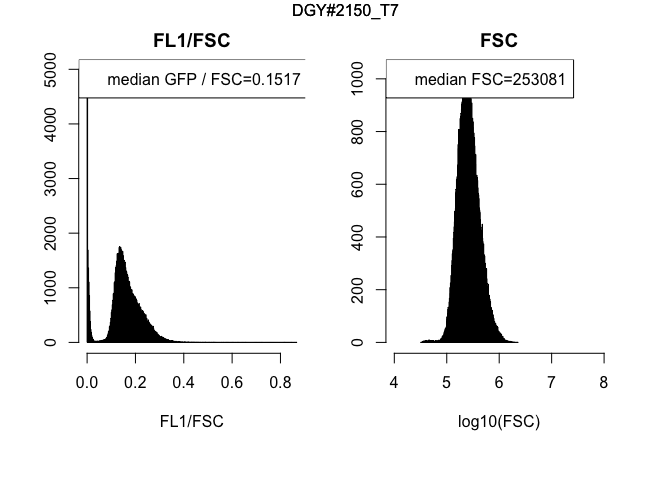 DGY#2150_T7
FL1/FSC
median GFP / FSC=0.1517
0
1000
2000
3000
4000
5000
0.0 0.2 0.4 0.6 0.8
FL1/FSC
FSC
median FSC=253081
0
200
400
600
800
1000
4 5 6 7 8
log10(FSC)